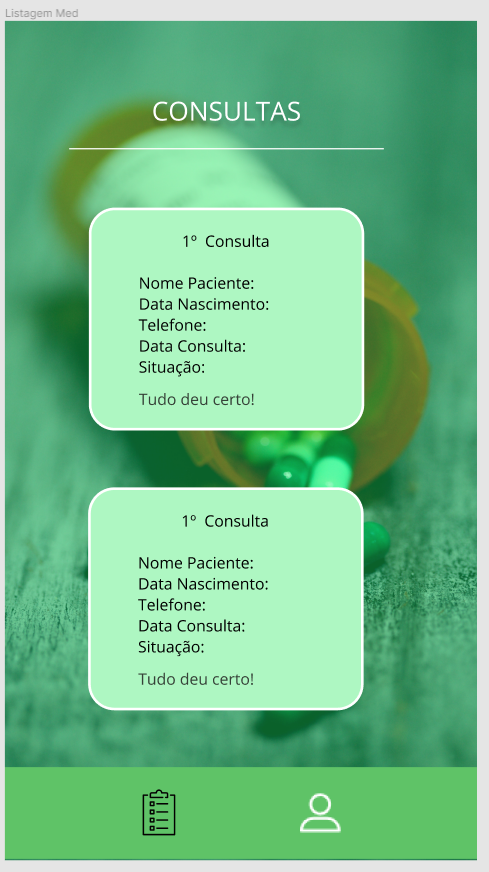 Listagem Med
CONSULTAS
1º Consulta
Nome Paciente:
Data Nascimento:
Telefone:
Data Consulta:
Situação:
Tudo deu certo!
1º Consulta
Nome Paciente:
Data Nascimento:
Telefone:
Data Consulta:
Situação:
Tudo deu certo!